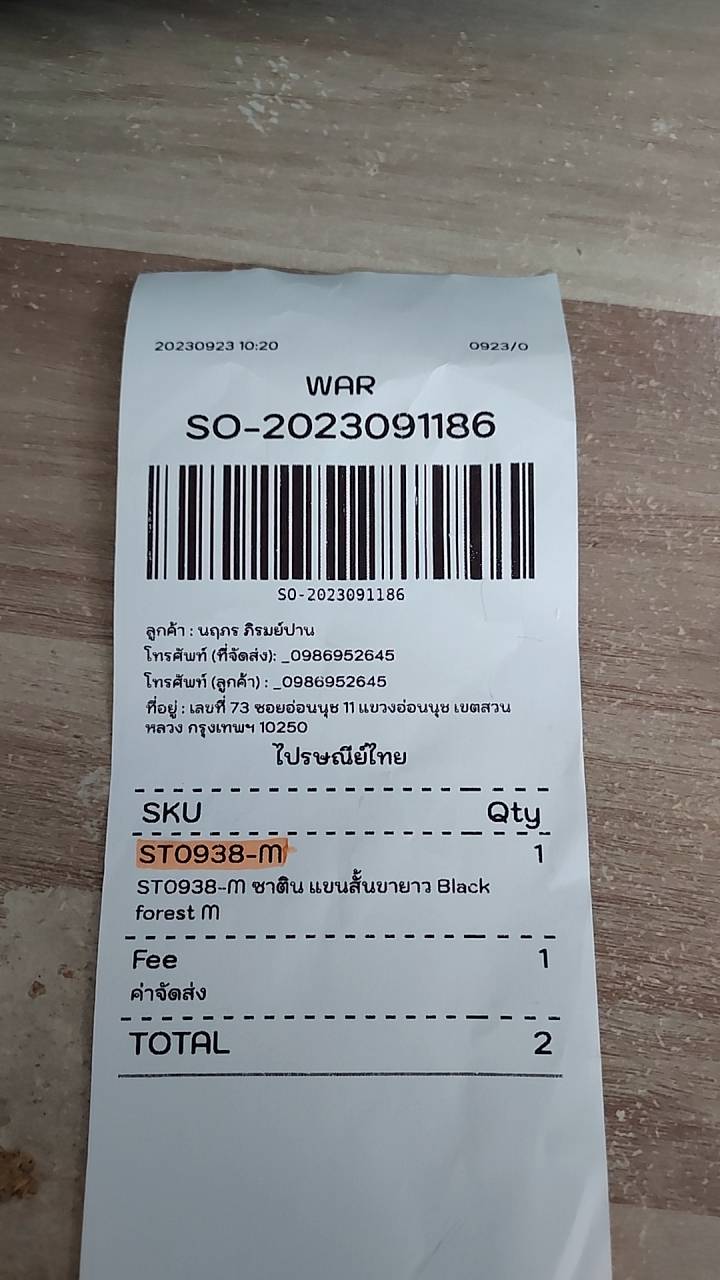 20230923 10:20 0923/0
WAR
SO-2023091186
SO-2023091186
ลูกค้า : นฤภร ภิรมย์ปาน
โทรศัพท์ (ที่จัดส่ง): _0986952645
โทรศัพท์ (ลูกค้า) : _0986952645
ที่อยู่ : เลขที่ 73 ซอยอ่อนนุช 11 แขวงอ่อนนุช เขตสวน
หลวง กรุงเทพฯ 10250
ไปรษณีย์ไทย
SKU Qty
ST0938-M 1
ST0938-M ซาติน แขนสั้นขายาว Black
forest M
Fee 1
ค่าจัดส่ง
TOTAL 2